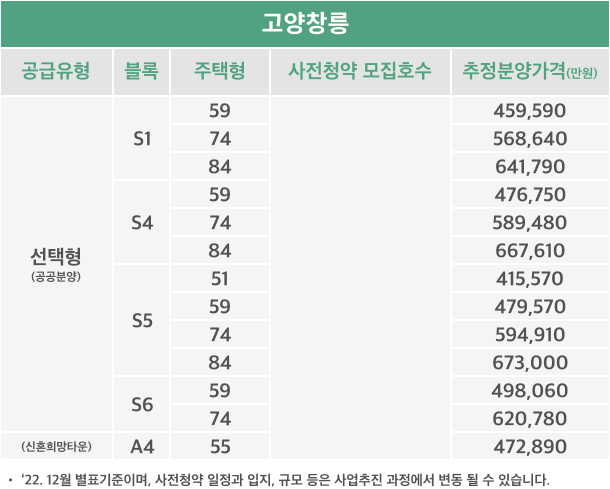 고양창릉
공급유형 블록 주택형 사전청약 모집호수 추정분양가격(만원)
선택형
(공공분양)
S1 59 459,590
74 568,640
84 641,790
S4 59 476,750
74 589,480
84 667,610
S5 51 415,570
59 479,570
74 594,910
84 673,000
S6 59 498,060
74 620,780
(신혼희망타운) A4 55 472,890
• ‘22. 12월 별표기준이며, 사전청약 일정과 입지, 규모 등은 사업추진 과정에서 변동 될 수 있습니다.